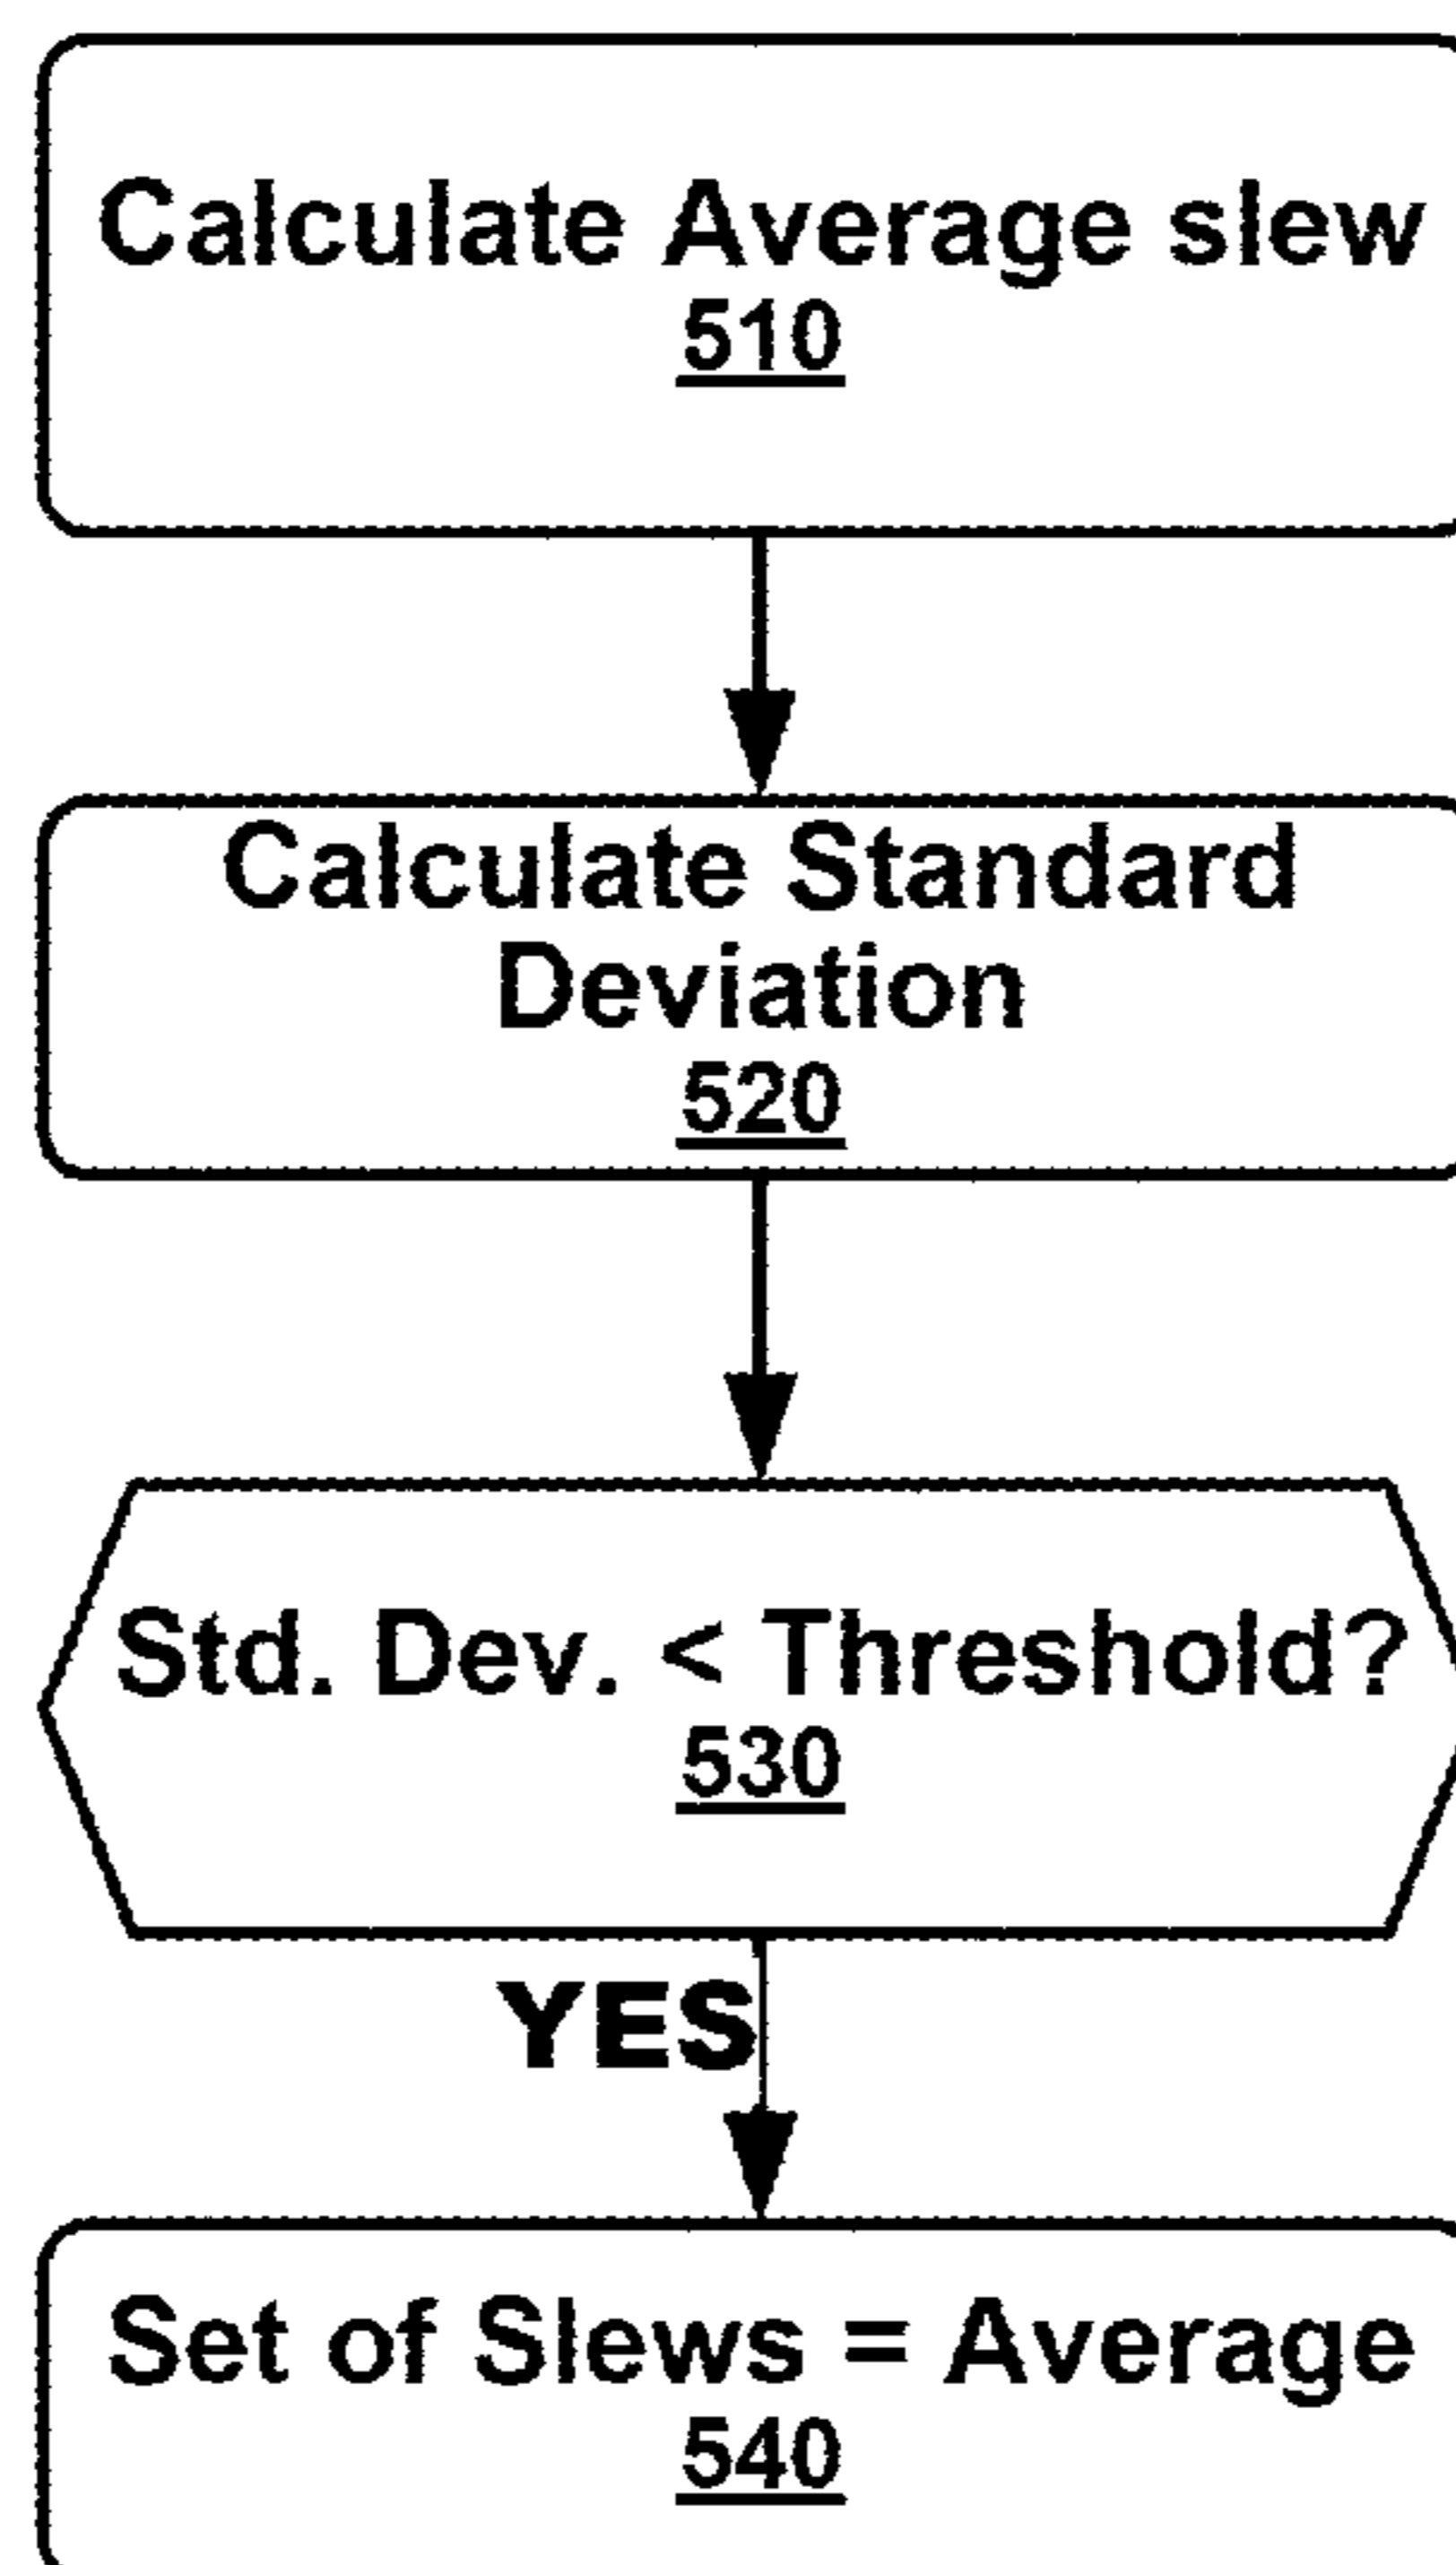 Calculate Average slew
510
Calculate Standard
Deviation
520
Std. Dev. < Threshold?
530
YES
Set of Slews = Average
540